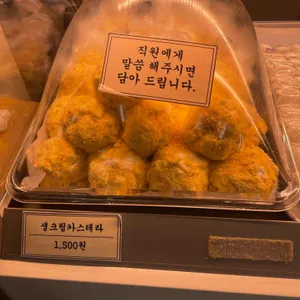 직원에게
말씀 해주시면
담아 드립니다.
생크림카스테라
1,500원